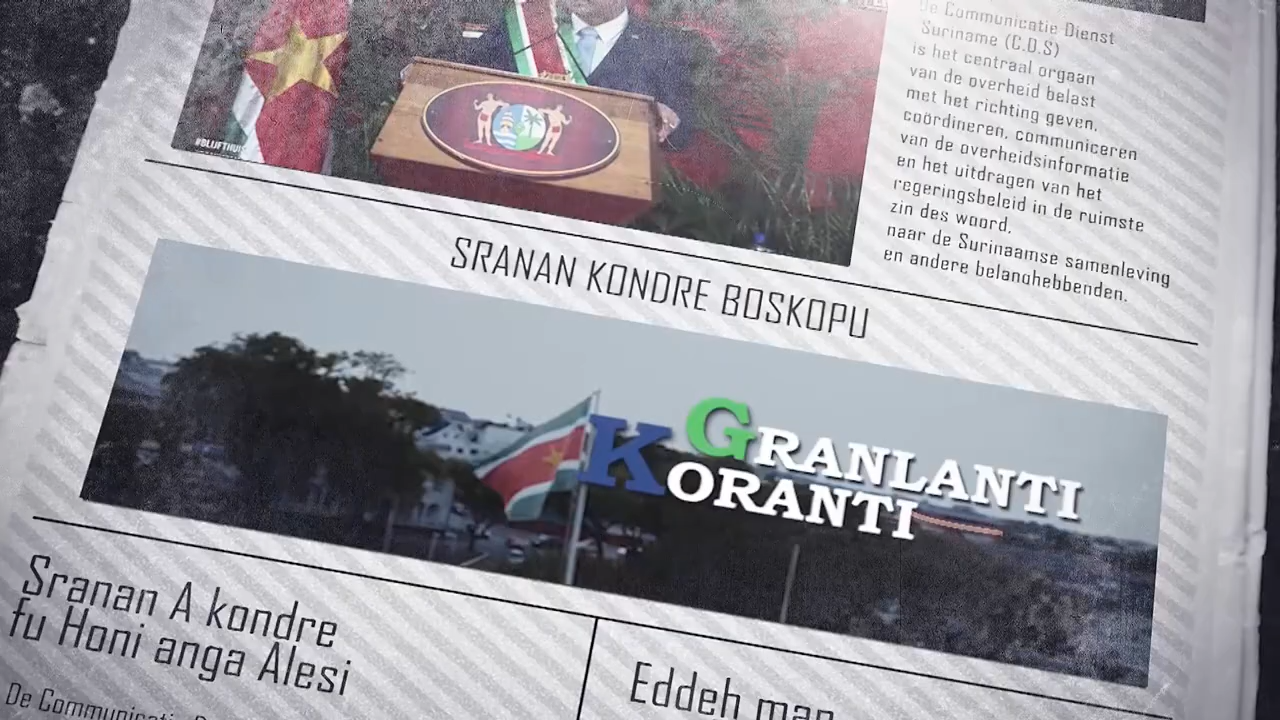 De Communicatie Dienst
Suriname (C.D.S)
is het centraal orgaan
van de overheid belast
met het richting geven,
coördineren, communiceren
van de overheidsinformatie
en het uitdragen van het
regeringsbeleid in de ruimste
zin des woord,
naar de Surinaamse samenleving
en andere belanghebbenden.
SRANAN KONDRE BOSKOPU
GRANLANTI
KORANTI
Sranan A kondre
fu Honi anga Alesi
De
Eddeh man